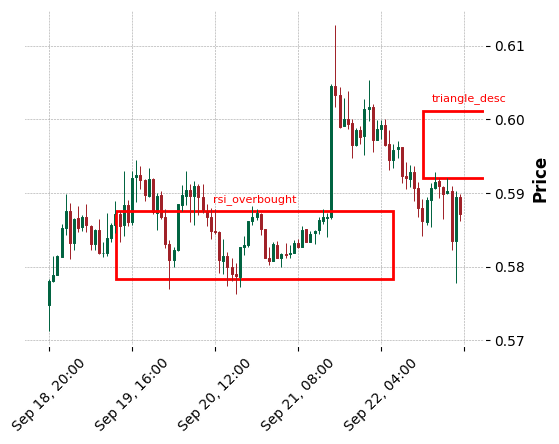 0.61
triangle_desc
0.60
Price
rsi_overbought
0.59
0.58
0.57
Sep 18, 20:00
Sep 19, 16:00
Sep 20, 12:00
Sep 21, 08:00
Sep 22, 04:00